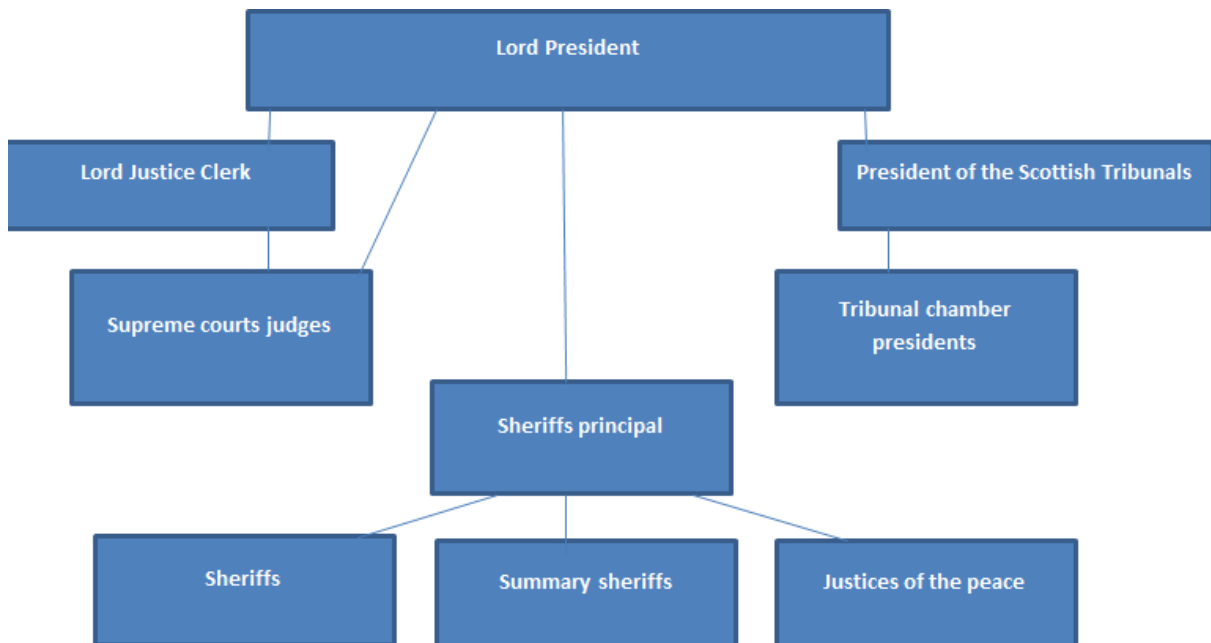 Lord President
Lord Justice Clerk
President of the Scottish Tribunals
Supreme courts judges
Tribunal chamber
presidents
Sheriffs principal
Sheriffs
Summary sheriffs
Justices of the peace